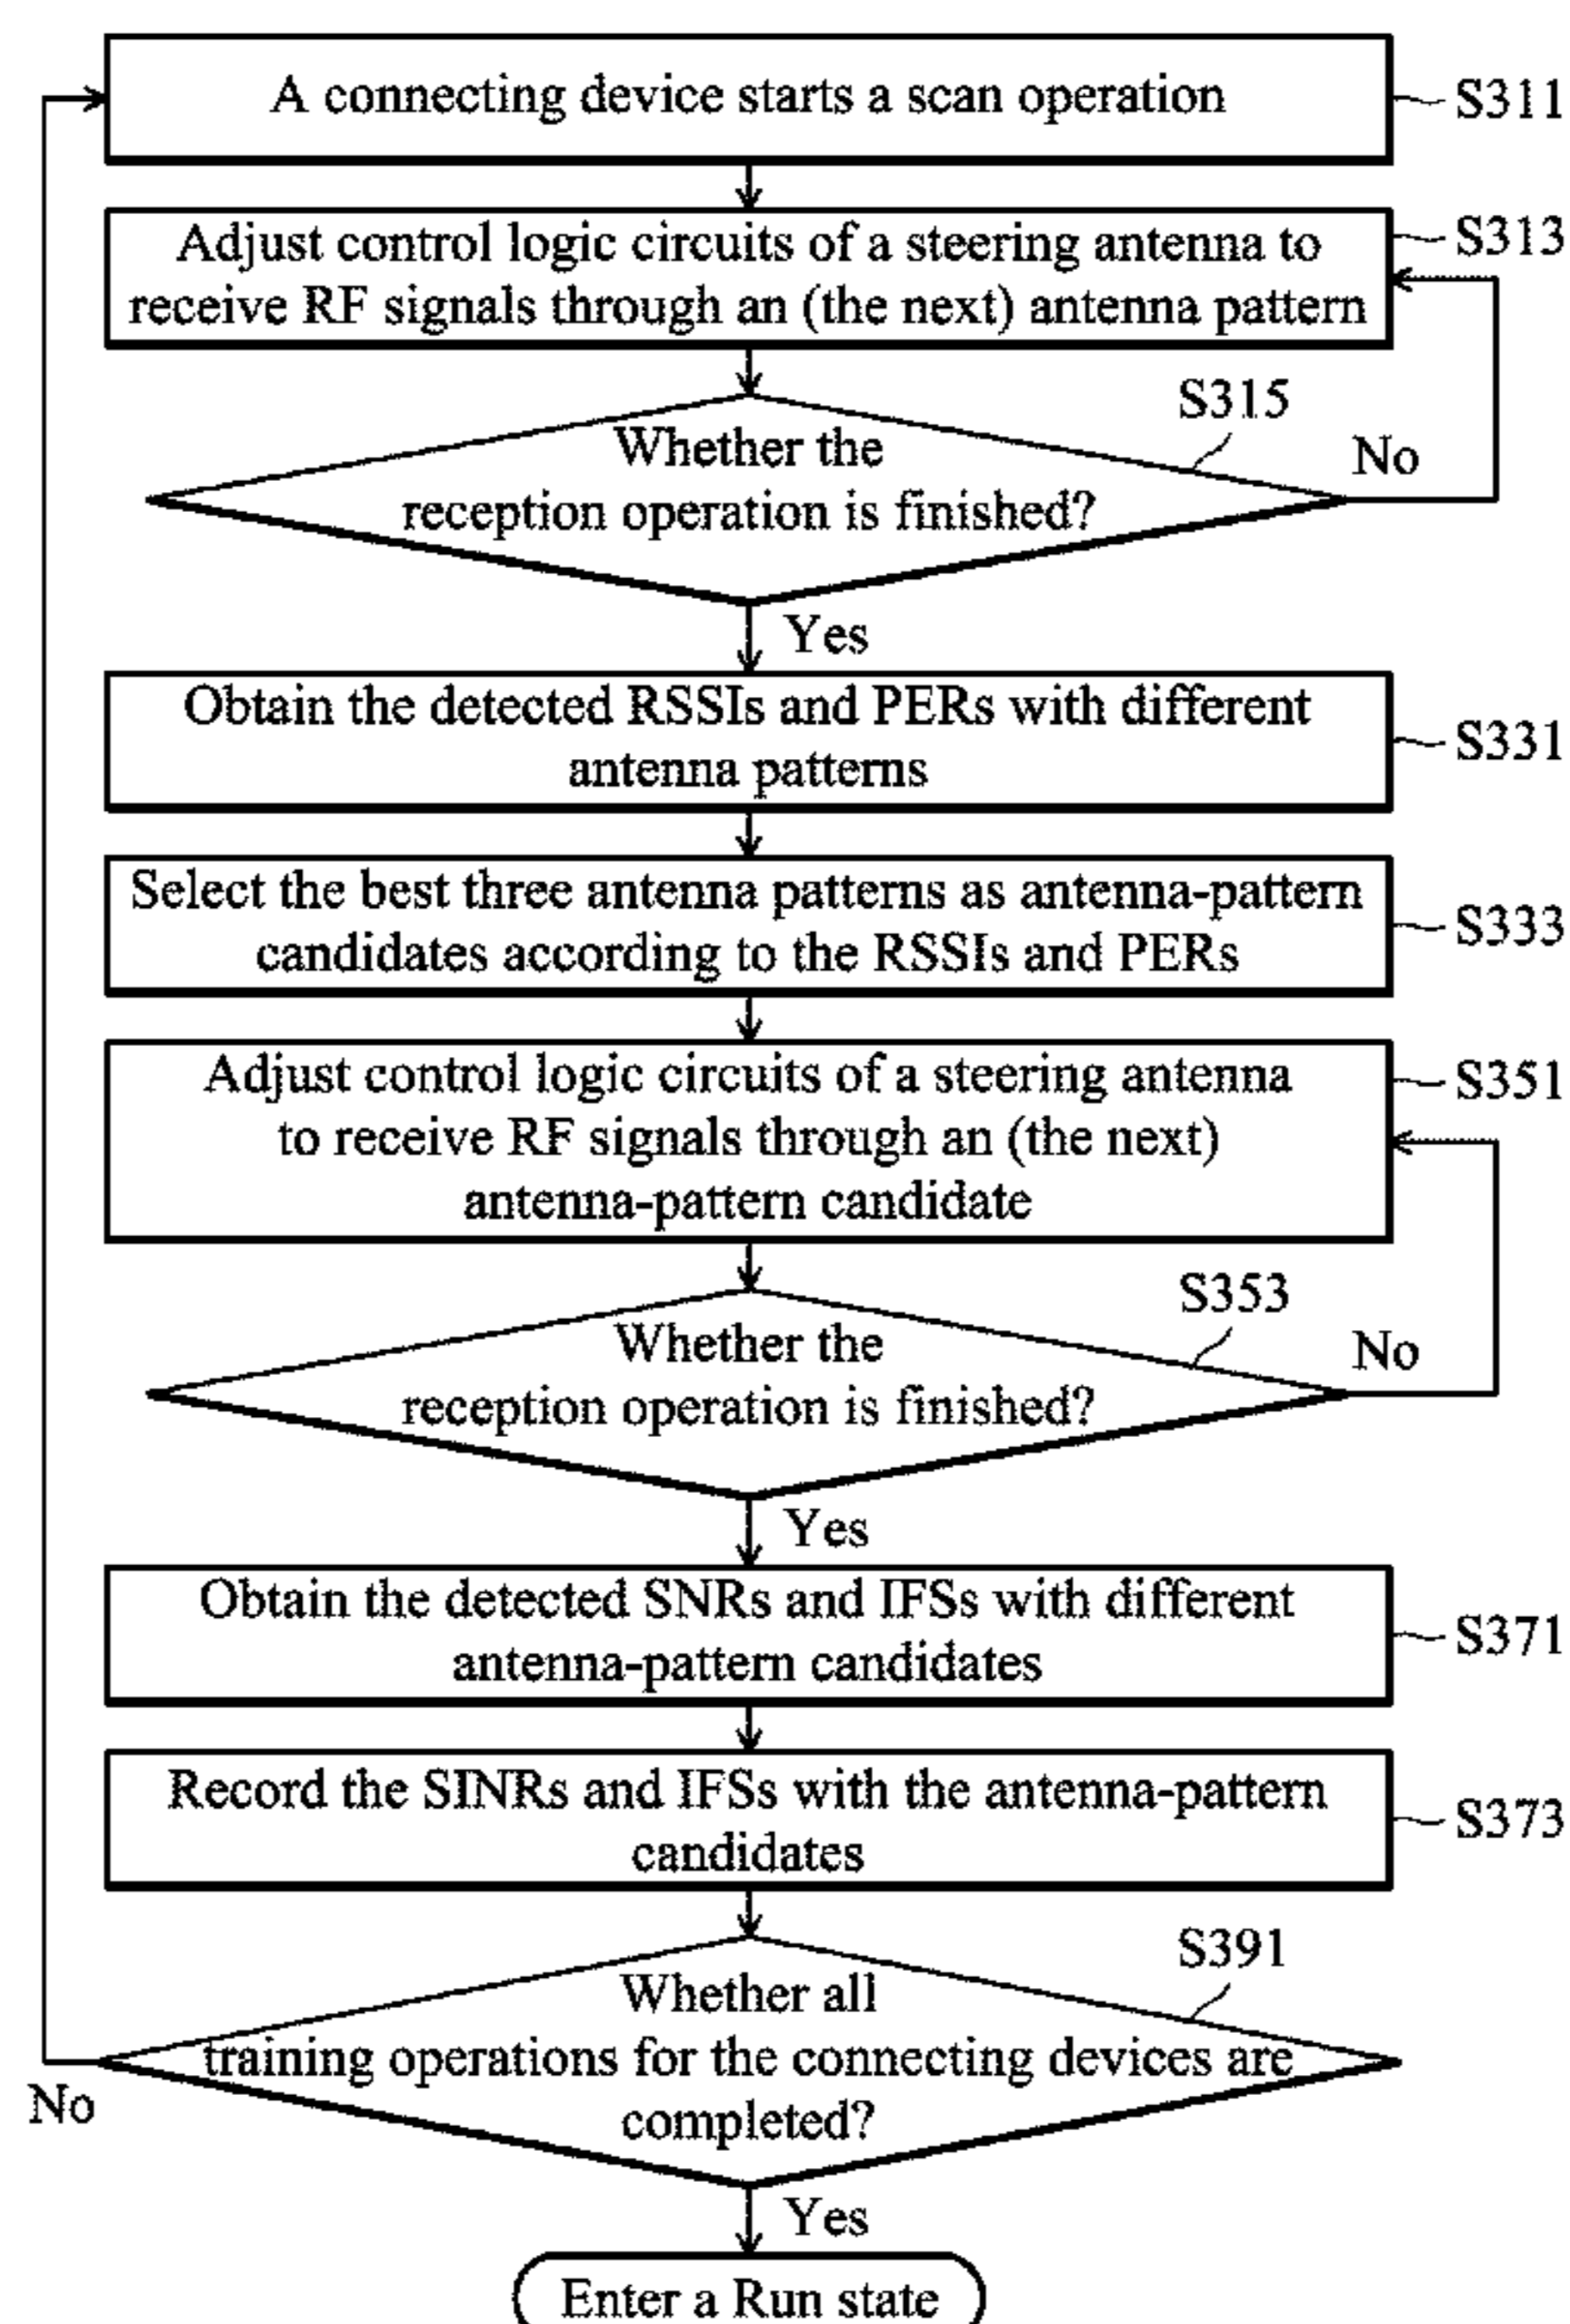 A connecting device starts a scan operation
S311
Adjust control logic circuits of a steering antenna to
receive RF signals through an (the next) antenna pattern
S313
S315
Whether the
reception operation is finished?
No
Yes
Obtain the detected RSSIs and PERs with different
antenna patterns
S331
Select the best three antenna patterns as antenna-pattern
candidates according to the RSSIs and PERs
S333
Adjust control logic circuits of a steering antenna
to receive RF signals through an (the next)
antenna-pattern candidate
S351
S353
Whether the
reception operation is finished?
No
Yes
Obtain the detected SNRs and IFSs with different
antenna-pattern candidates
S371
Record the SINRs and IFSs with the antenna-pattern
candidates
S373
S391
Whether all
training operations for the connecting devices are
completed?
No
Yes
Enter a Run state